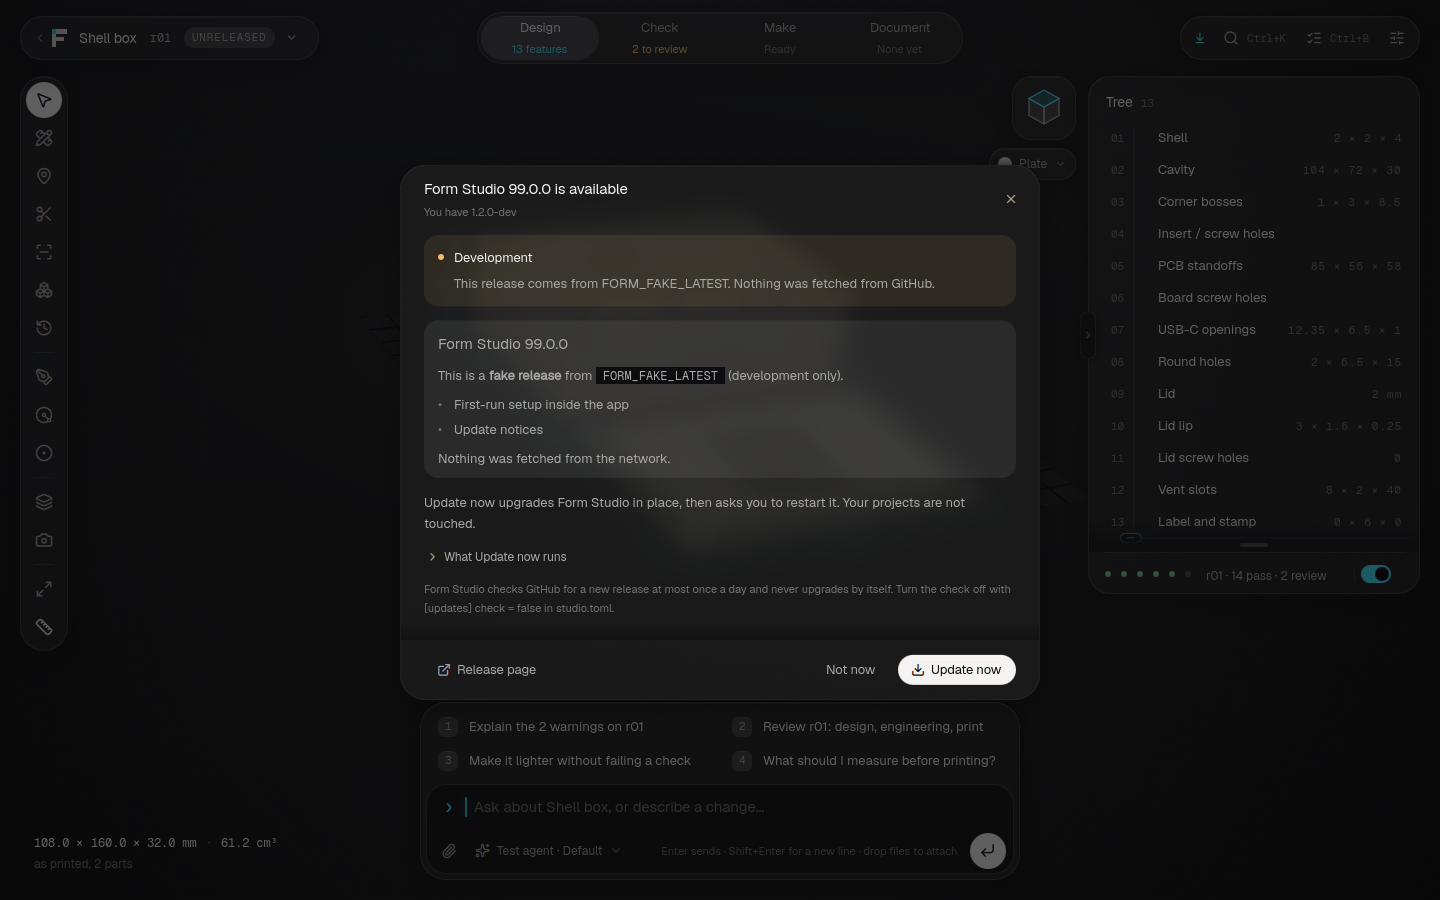 Shell box r01 UNRELEASED
Design
13 features
Check
2 to review
Make
Ready
Document
None yet
Ctrl+K
Ctrl+B
Plate
Tree 13
01 Shell 2 × 2 × 4
02 Cavity 104 × 72 × 30
03 Corner bosses 1 × 3 × 8.5
04 Insert / screw holes
05 PCB standoffs 85 × 56 × 58
06 Board screw holes
07 USB-C openings 12.35 × 6.5 × 1
08 Round holes 2 × 6.5 × 15
09 Lid 2 mm
10 Lid lip 3 × 1.6 × 0.25
11 Lid screw holes 0
12 Vent slots 8 × 2 × 40
13 Label and stamp 0 × 6 × 0
r01 · 14 pass · 2 review
Form Studio 99.0.0 is available
You have 1.2.0-dev
Development
This release comes from FORM_FAKE_LATEST. Nothing was fetched from GitHub.
Form Studio 99.0.0
This is a fake release from FORM_FAKE_LATEST (development only).
• First-run setup inside the app
• Update notices
Nothing was fetched from the network.
Update now upgrades Form Studio in place, then asks you to restart it. Your projects are not
touched.
What Update now runs
Form Studio checks GitHub for a new release at most once a day and never upgrades by itself. Turn the check off with
[updates] check = false in studio.toml.
Release page
Not now
Update now
1 Explain the 2 warnings on r01
2 Review r01: design, engineering, print
3 Make it lighter without failing a check
4 What should I measure before printing?
Ask about Shell box, or describe a change...
Test agent · Default
Enter sends · Shift+Enter for a new line · drop files to attach
108.0 × 160.0 × 32.0 mm · 61.2 cm³
as printed, 2 parts